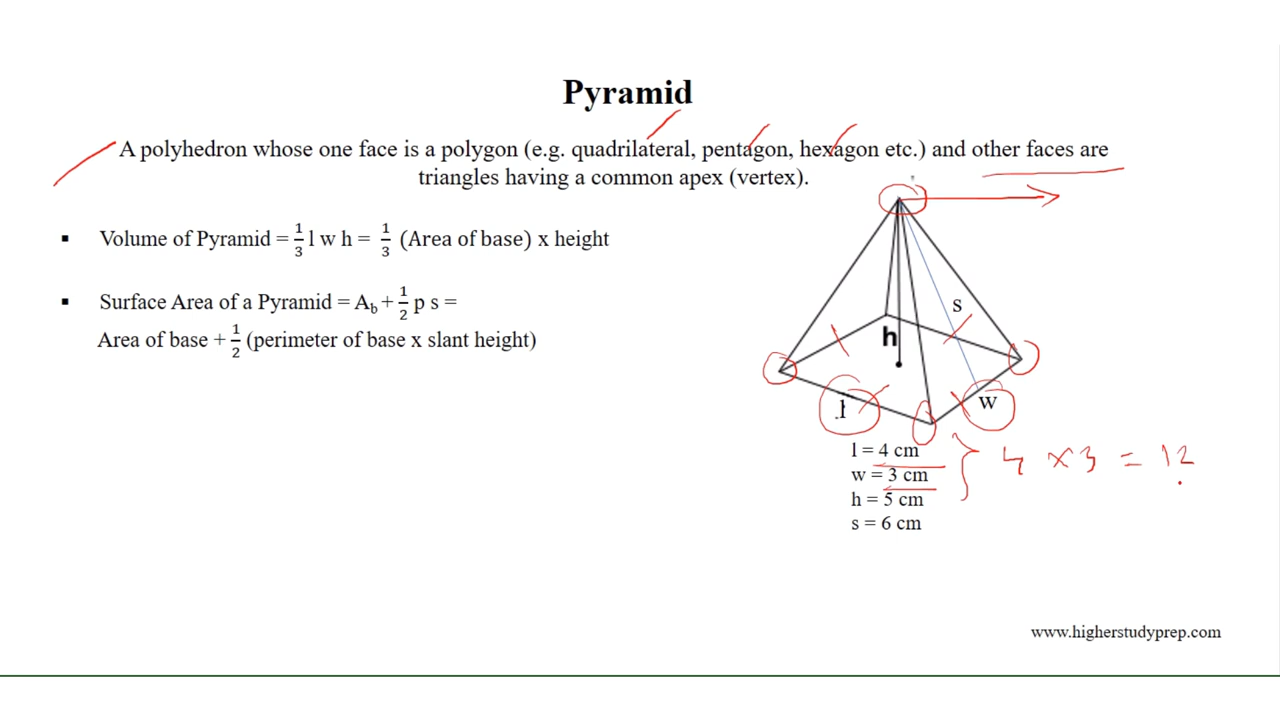 Pyramid
A polyhedron whose one face is a polygon (e.g. quadrilateral, pentagon, hexagon etc.) and other faces are
triangles having a common apex (vertex).
▪ Volume of Pyramid = 1/3 l w h = 1/3 (Area of base) x height
▪ Surface Area of a Pyramid = A_b + 1/2 p s =
Area of base + 1/2 (perimeter of base x slant height)
s
h
l
w
l = 4 cm
w = 3 cm
h = 5 cm
s = 6 cm
4 × 3 = 12
www.higherstudyprep.com